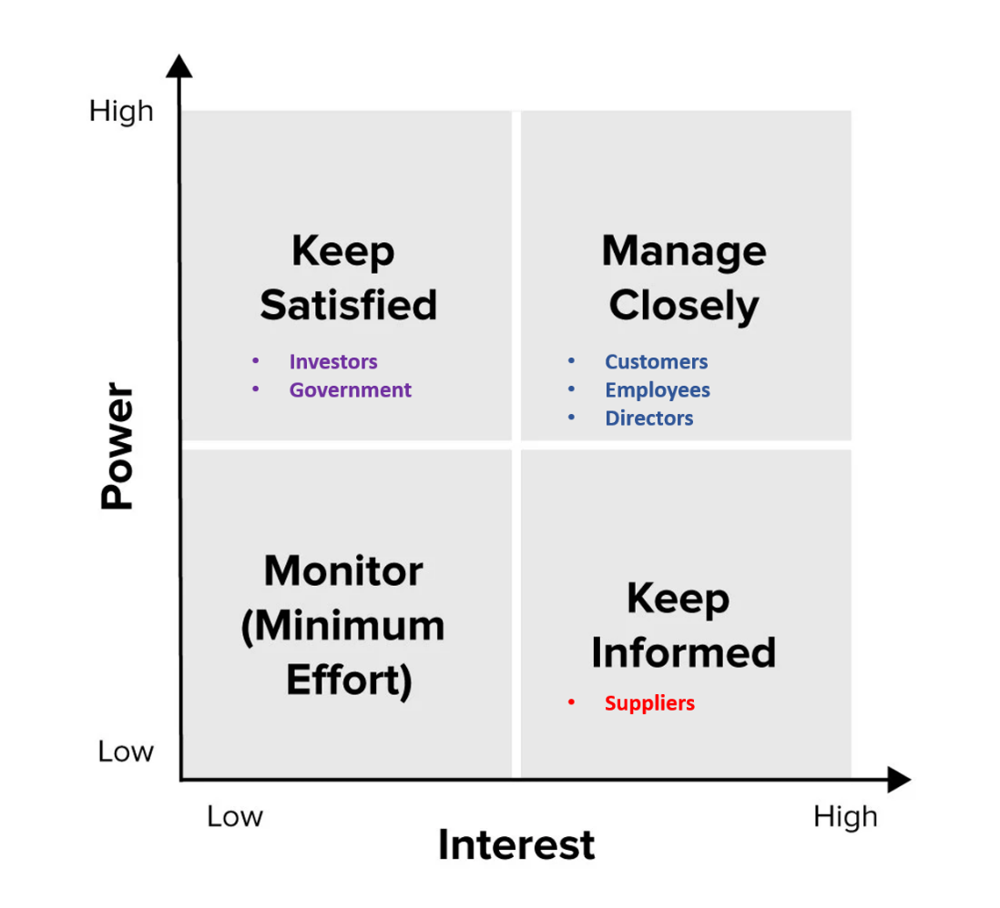 High
Keep
Satisfied
• Investors
• Government
Manage
Closely
• Customers
• Employees
• Directors
Power
Monitor
(Minimum
Effort)
Keep
Informed
• Suppliers
Low
Low
High
Interest